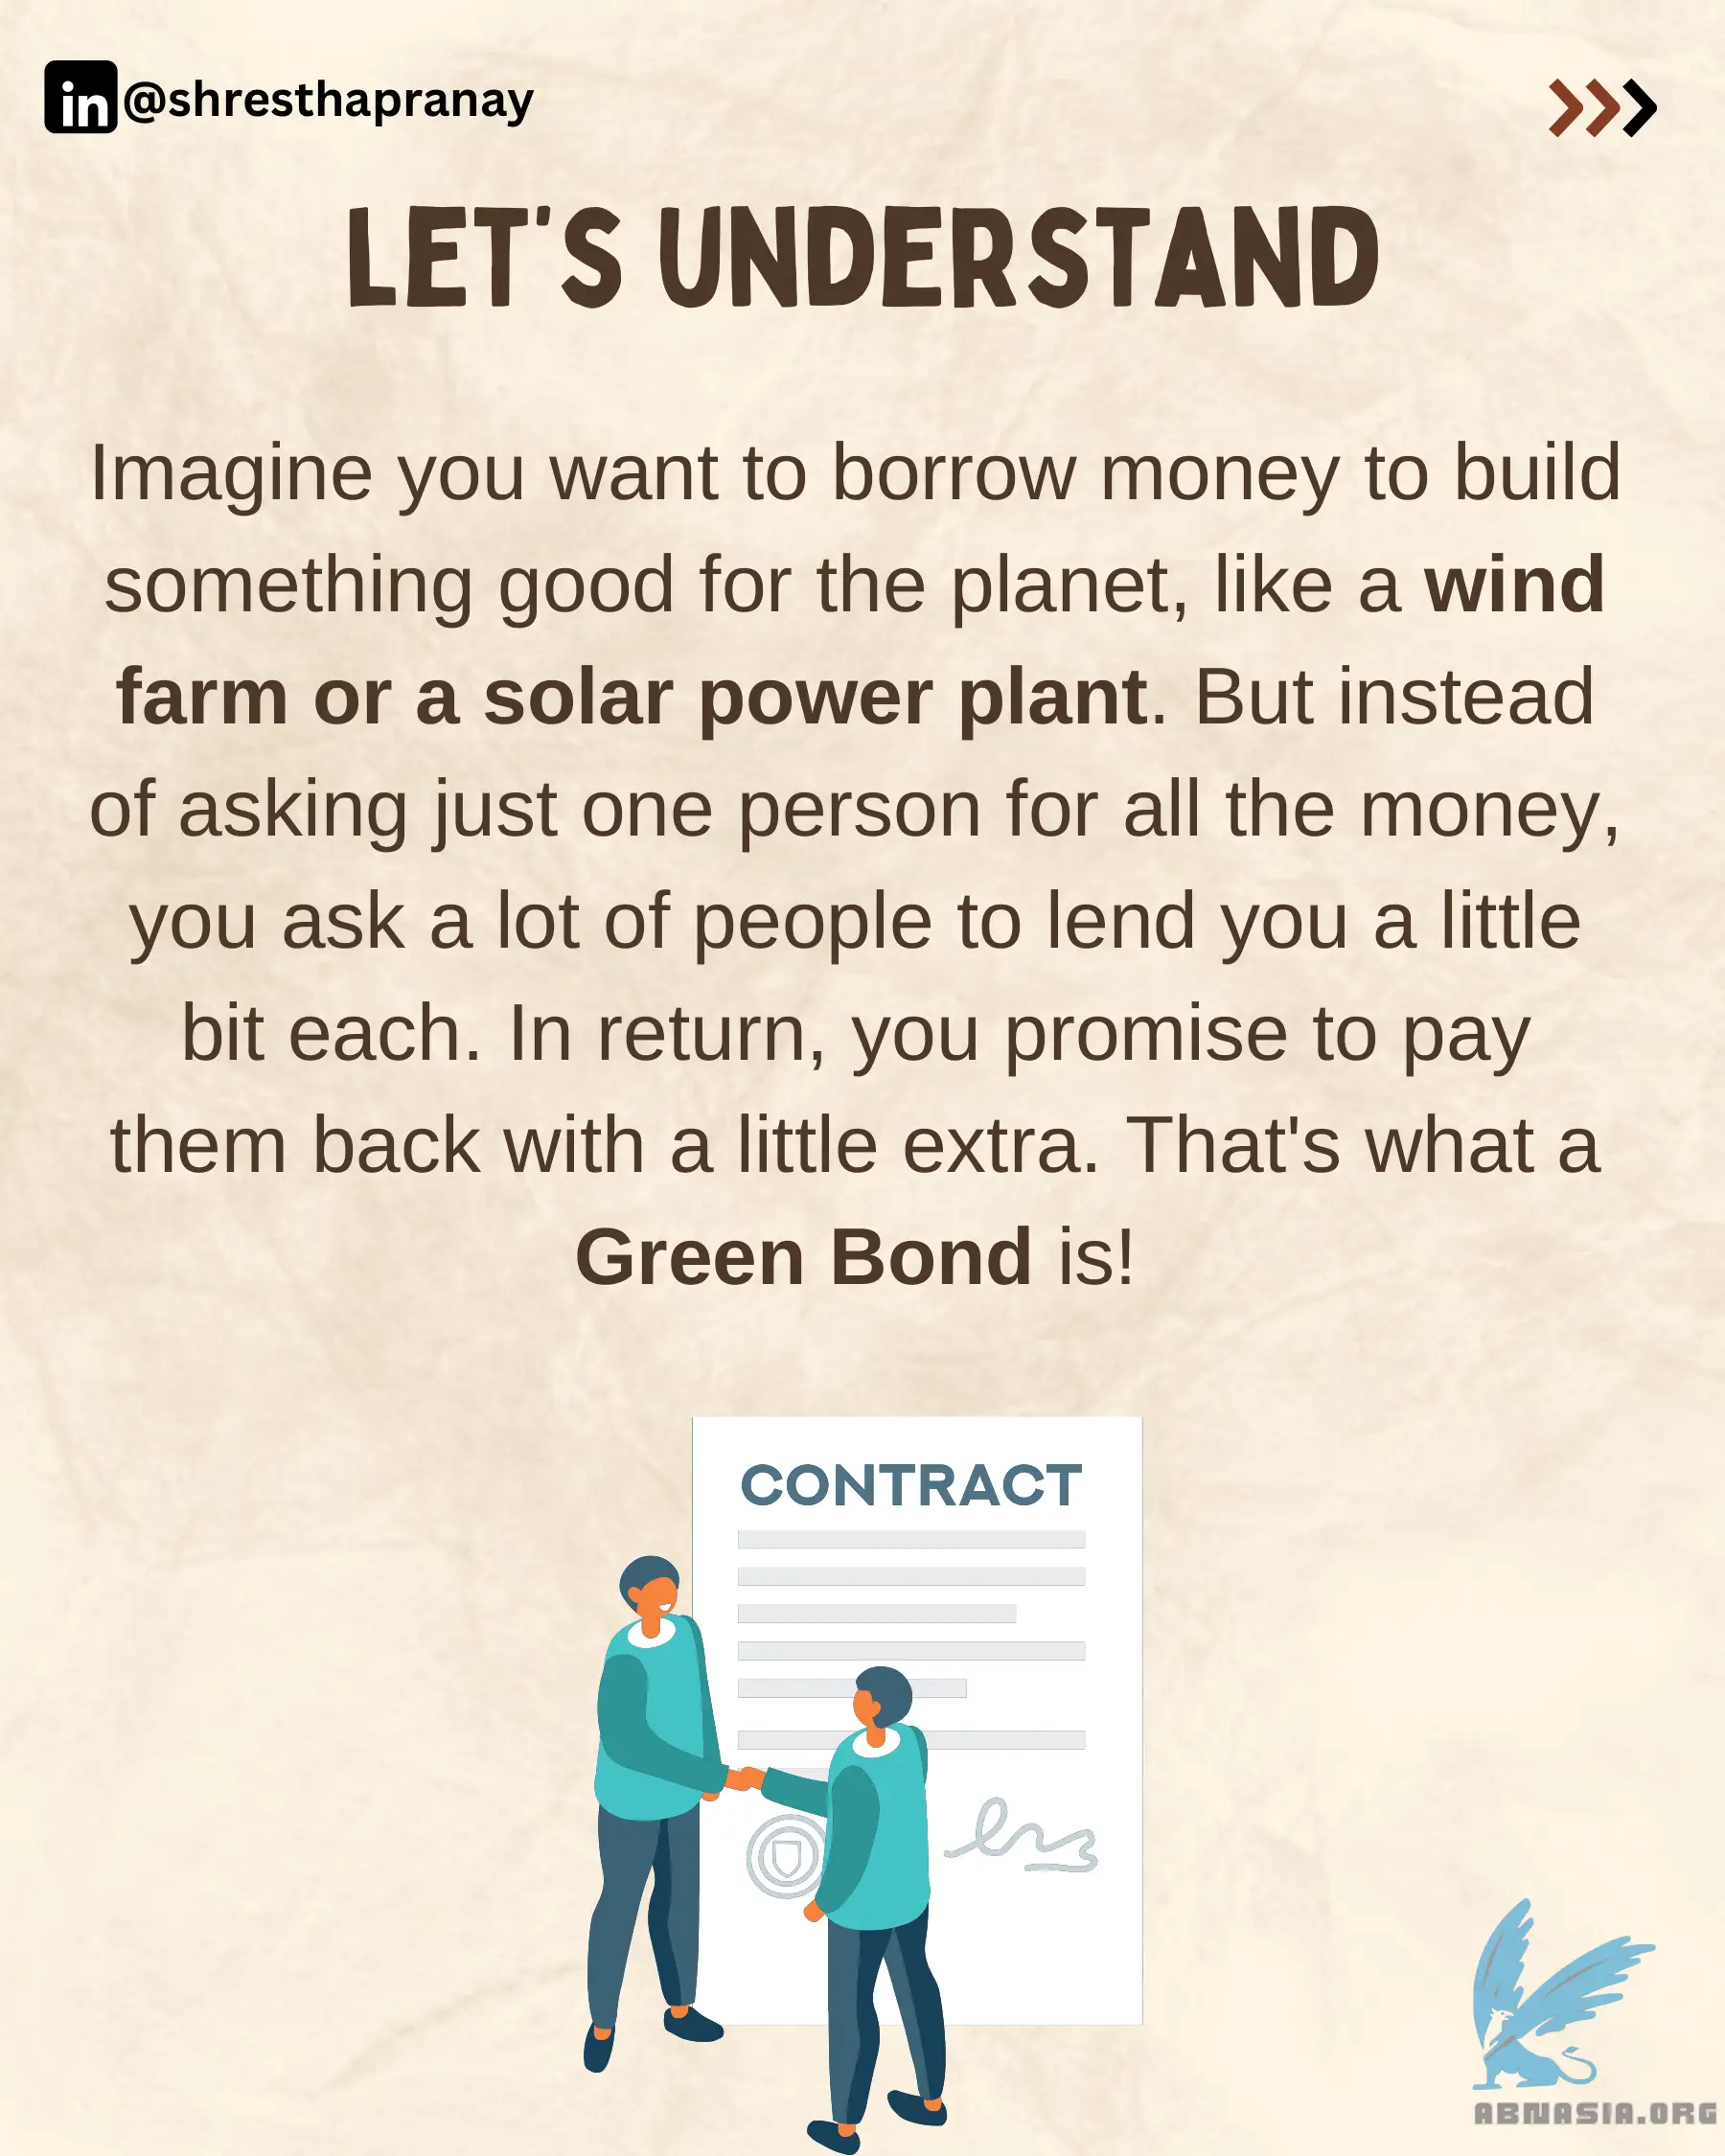 in @shresthapranay
LET'S UNDERSTAND
Imagine you want to borrow money to build
something good for the planet, like a wind
farm or a solar power plant. But instead
of asking just one person for all the money,
you ask a lot of people to lend you a little
bit each. In return, you promise to pay
them back with a little extra. That's what a
Green Bond is!
CONTRACT
ABNASIA.ORG